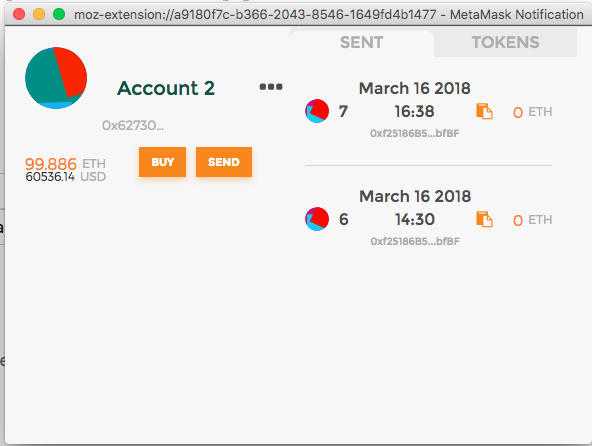 moz-extension://a9180f7c-b366-2043-8546-1649fd4b1477 - MetaMask Notification
Account 2
0x62730...
99.886 ETH
60536.14 USD
BUY
SEND
SENT
TOKENS
March 16 2018
7
16:38
0 ETH
0xf25186B5...bfBF
March 16 2018
6
14:30
0 ETH
0xf25186B5...bfBF